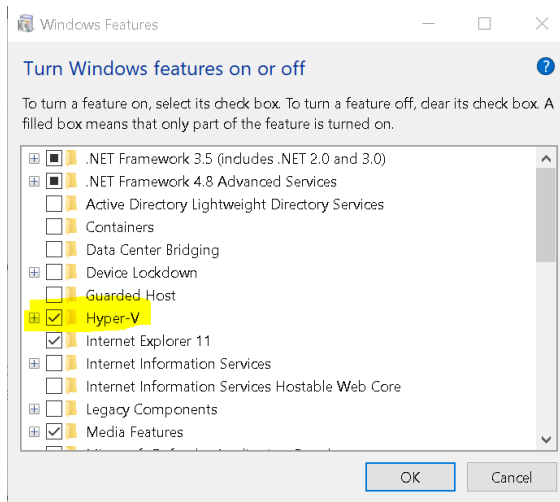 Windows Features
Turn Windows features on or off
?
To turn a feature on, select its check box. To turn a feature off, clear its check box. A
filled box means that only part of the feature is turned on.
.NET Framework 3.5 (includes .NET 2.0 and 3.0)
.NET Framework 4.8 Advanced Services
Active Directory Lightweight Directory Services
Containers
Data Center Bridging
Device Lockdown
Guarded Host
Hyper-V
Internet Explorer 11
Internet Information Services
Internet Information Services Hostable Web Core
Legacy Components
Media Features
OK Cancel